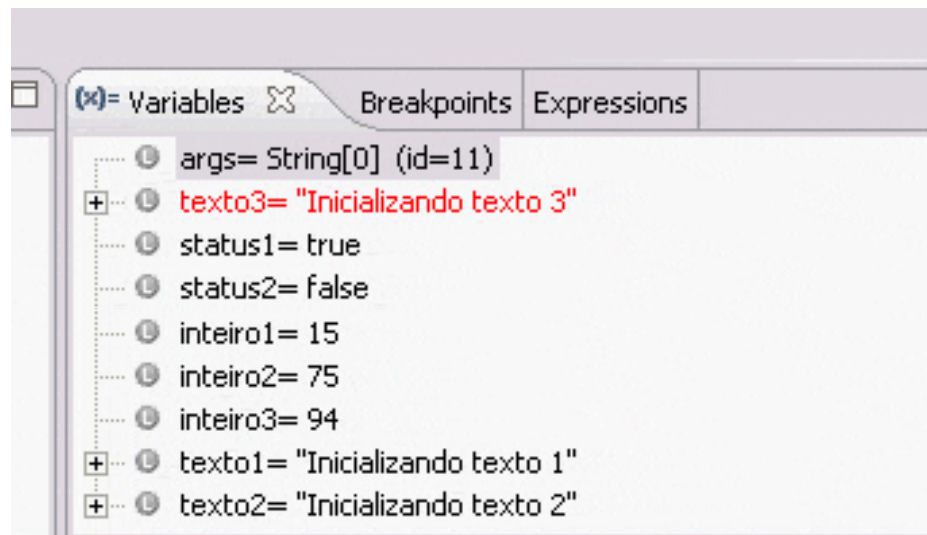 (x)= Variables Breakpoints Expressions
args= String[0] (id=11)
texto3= "Inicializando texto 3"
status1= true
status2= false
inteiro1= 15
inteiro2= 75
inteiro3= 94
texto1= "Inicializando texto 1"
texto2= "Inicializando texto 2"